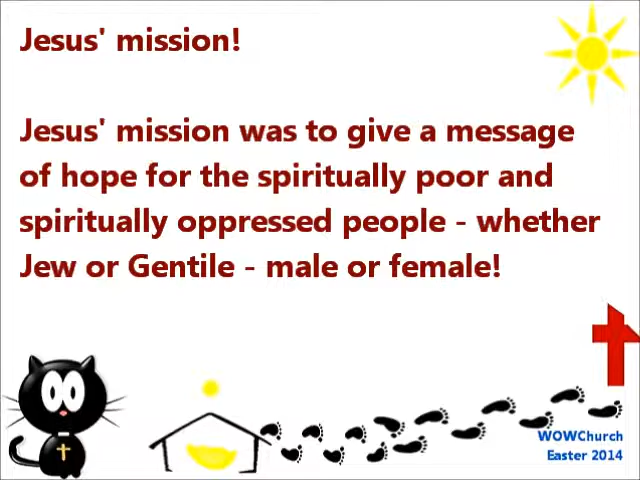 Jesus' mission!
Jesus' mission was to give a message
of hope for the spiritually poor and
spiritually oppressed people - whether
Jew or Gentile - male or female!
WOWChurch
Easter 2014